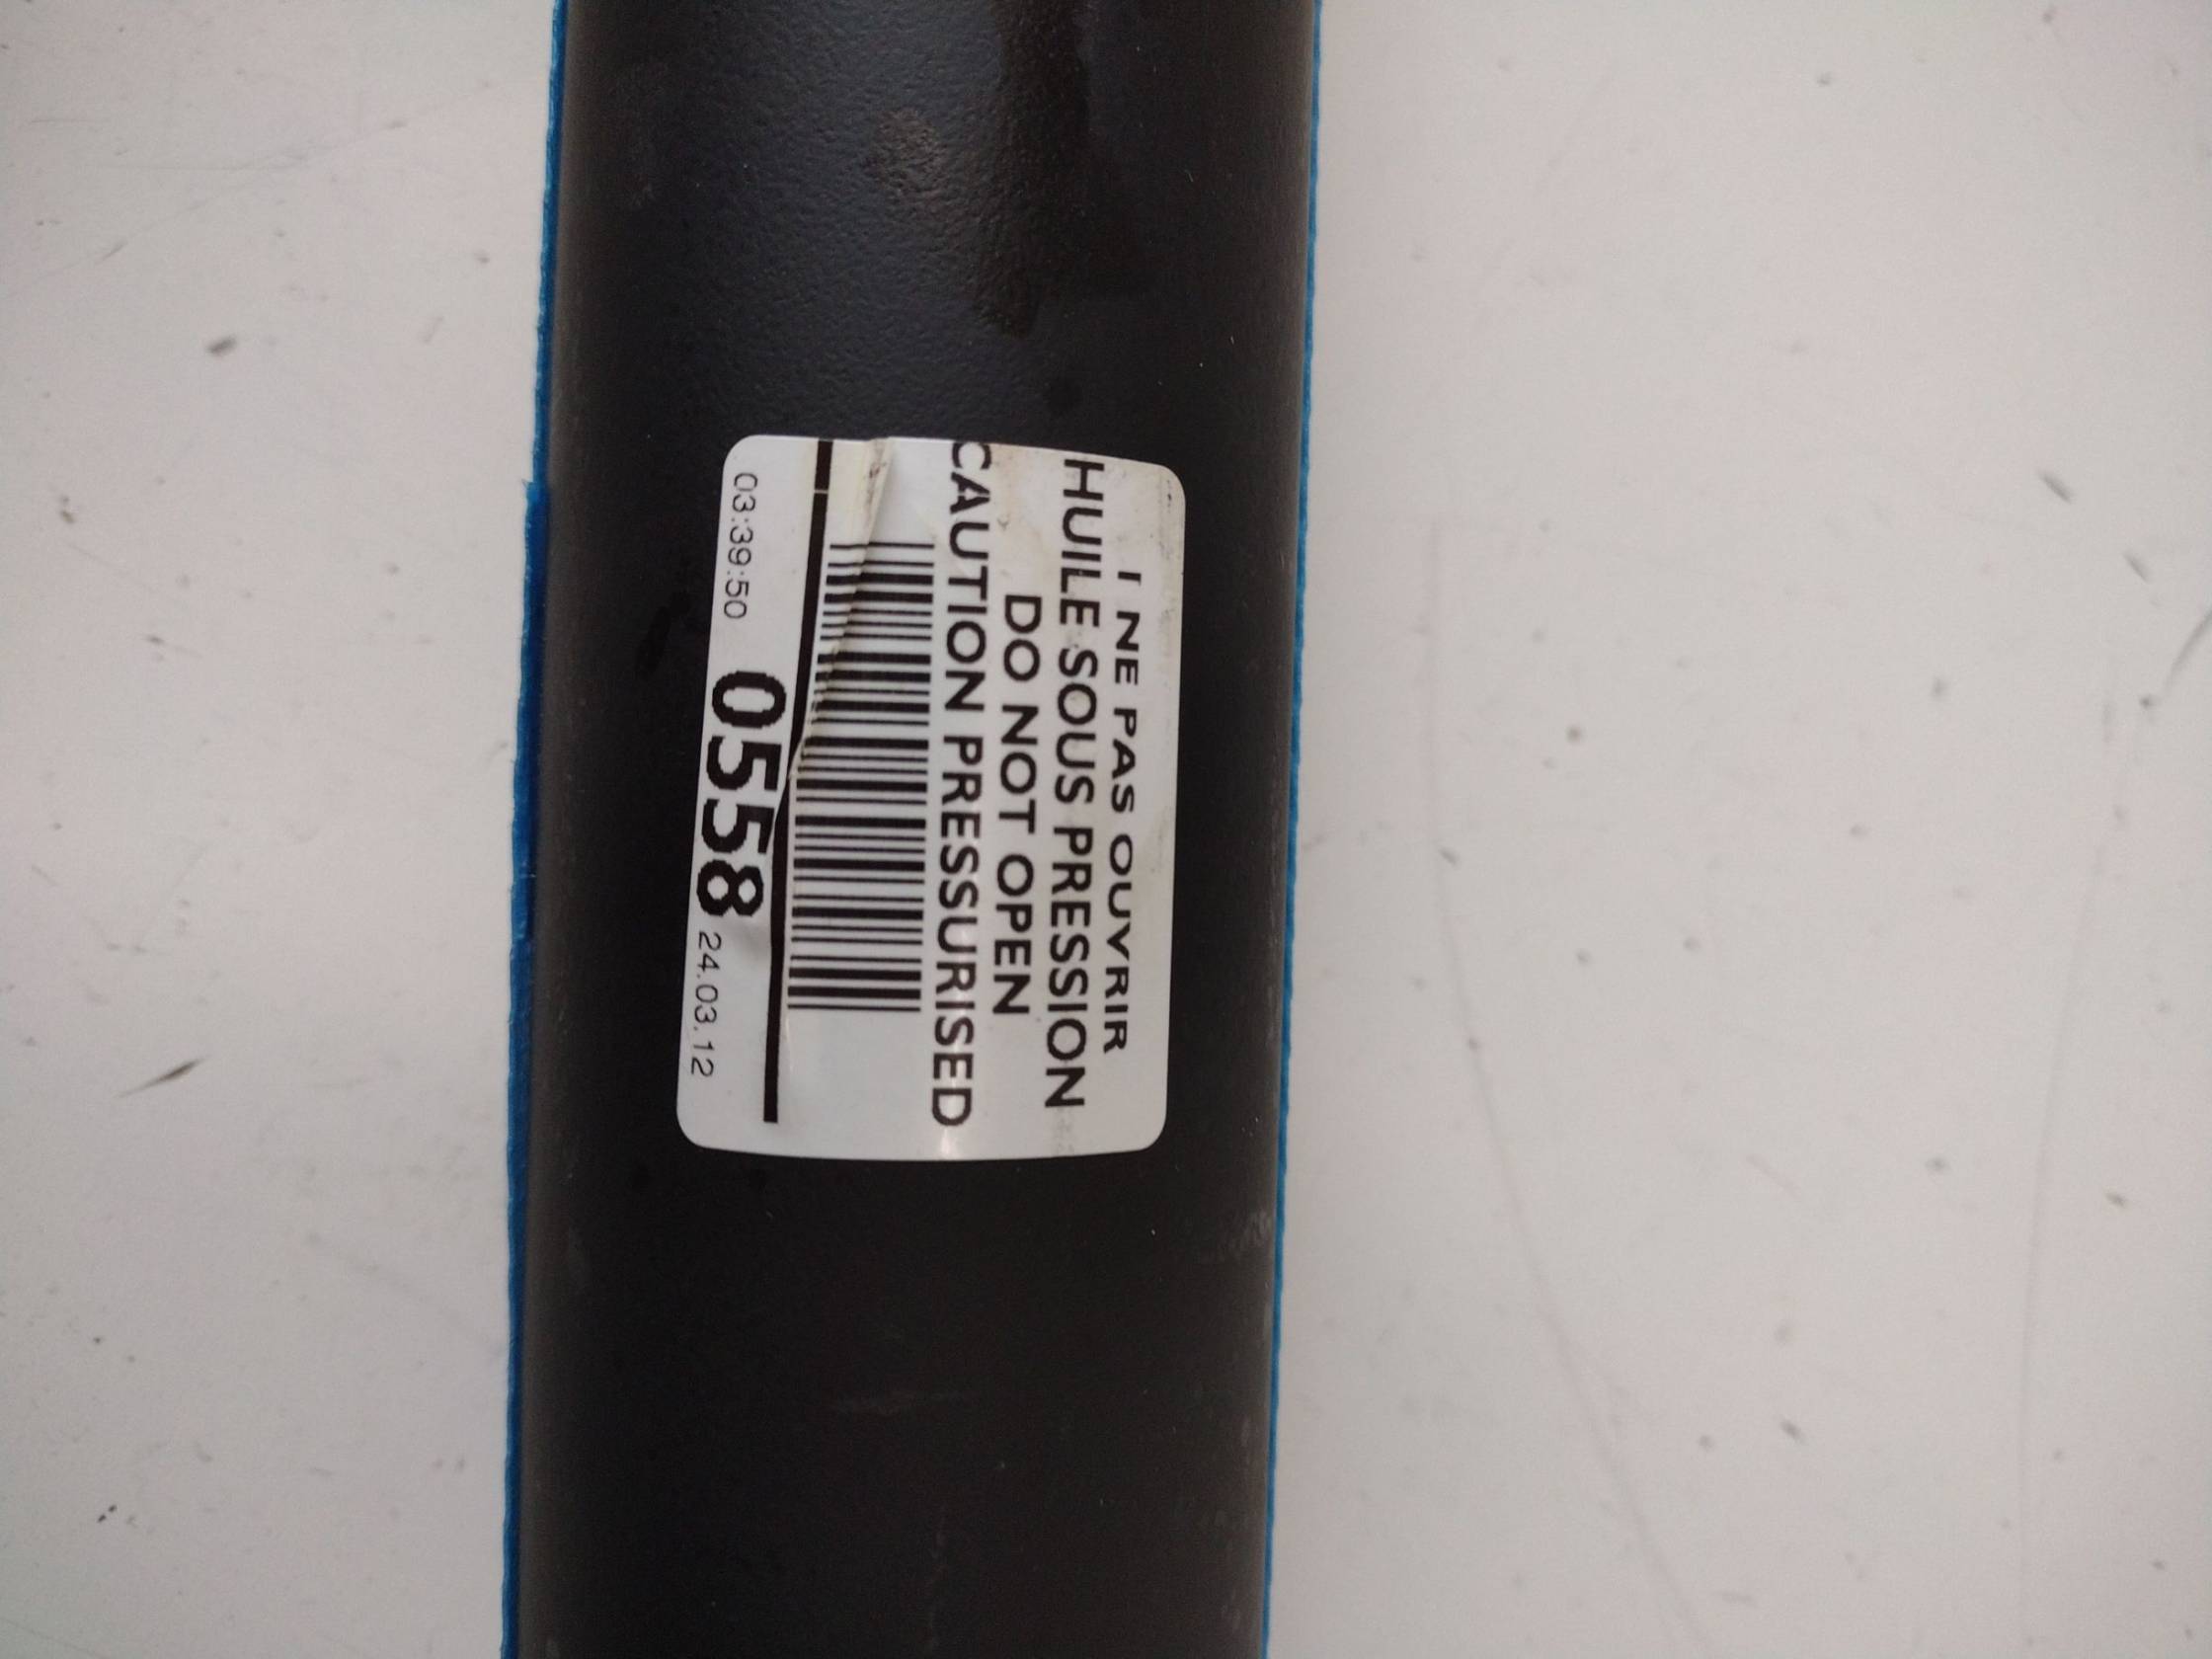 I NE PAS OUVRIR
HUILE SOUS PRESSION
DO NOT OPEN
CAUTION PRESSURISED
03:39:50 0558 24.03.12